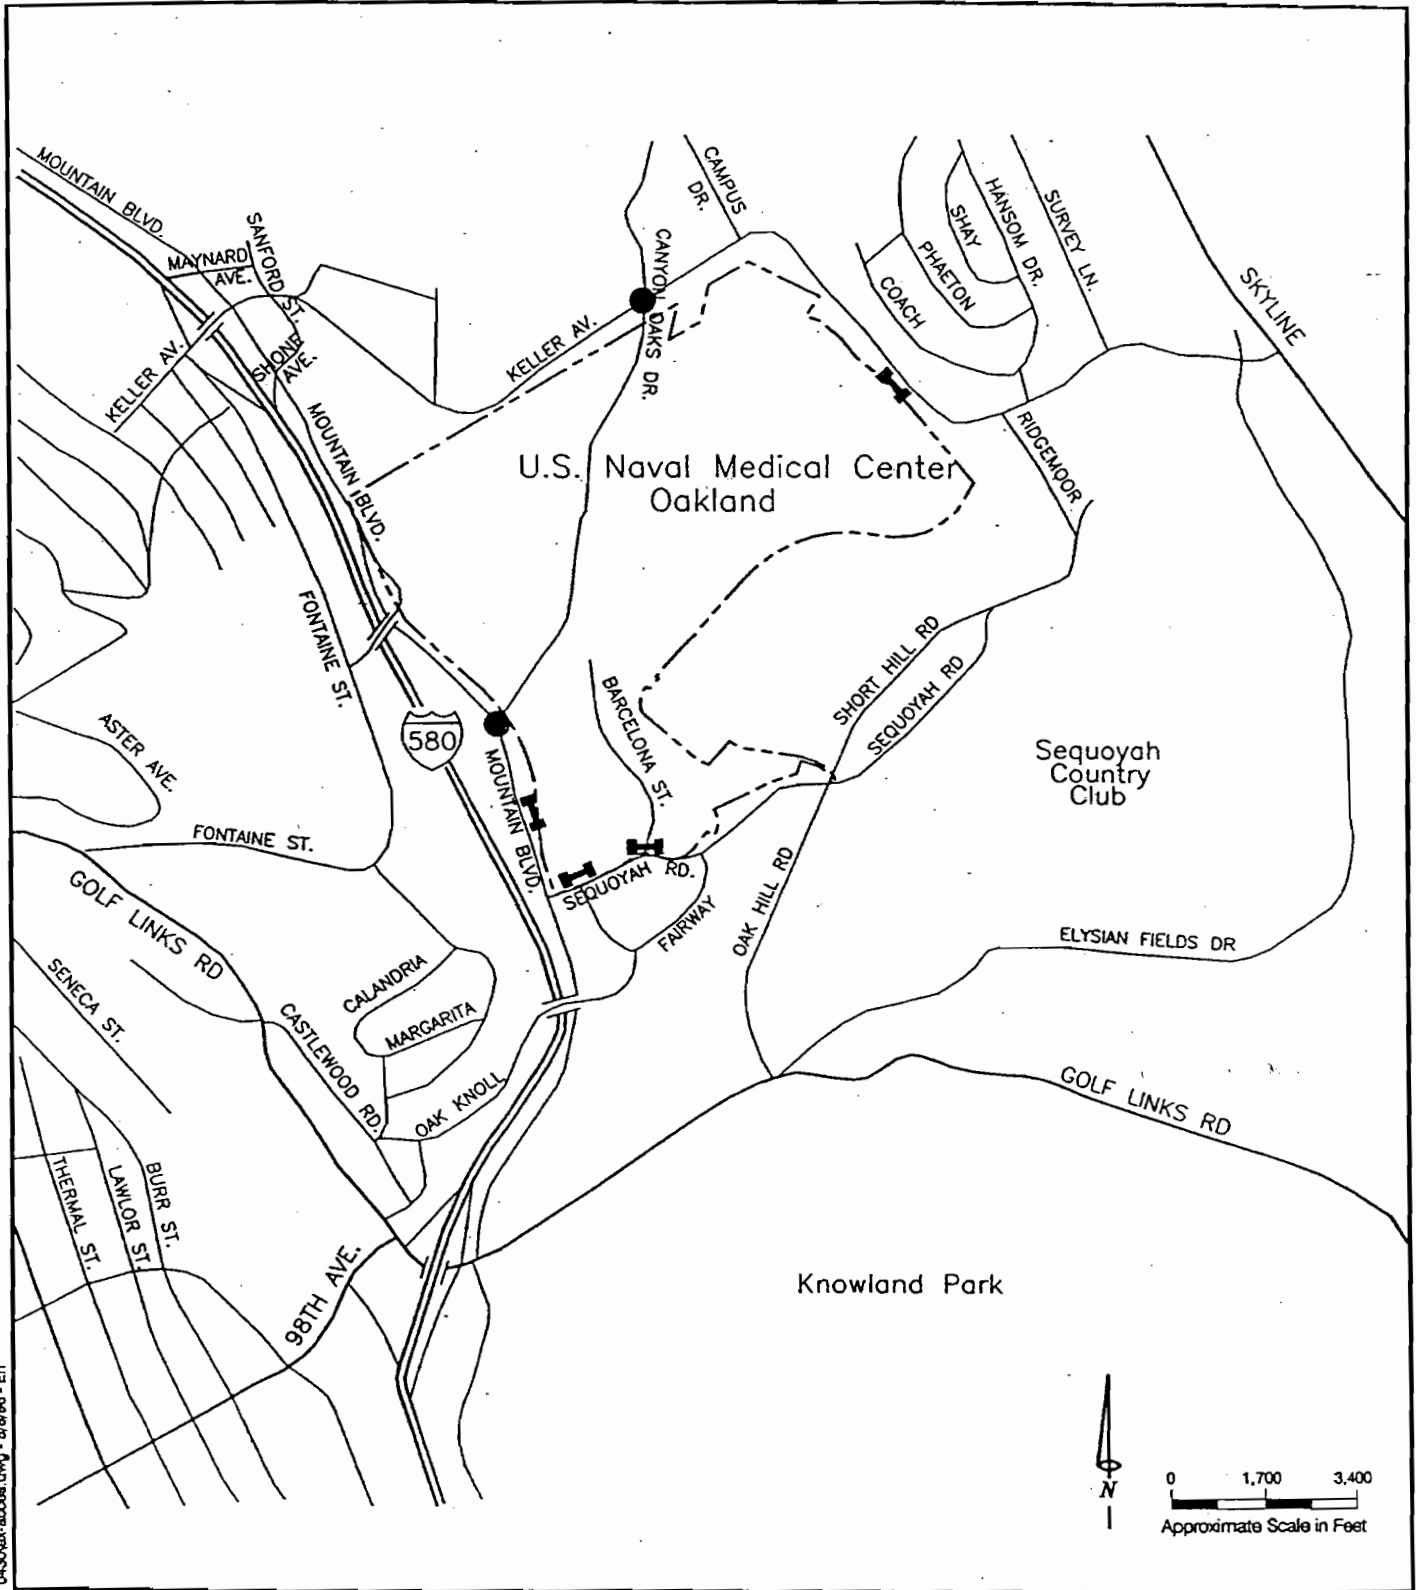 MOUNTAIN BLVD.
MAYNARD
AVE.
SANFORD ST.
SHONE
AVE.
KELLER AV.
CANYON OAKS DR.
CAMPUS
DR.
KELLER AV.
SHAY
HANSOM DR.
SURVEY LN.
PHAETON
COACH
SKYLINE
MOUNTAIN BLVD.
U.S. Naval Medical Center
Oakland
RIDGEMOOR
FONTAINE ST.
SHORT HILL RD
SEQUOYAH RD
BARCELONA ST.
580
ASTER AVE.
MOUNTAIN BLVD.
Sequoyah
Country
Club
FONTAINE ST.
GOLF LINKS RD
SEQUOYAH RD.
FAIRWAY
OAK HILL RD
ELYSIAN FIELDS DR
SENECA ST.
CALANDRIA
MARGARITA
CASTLEWOOD RD.
OAK KNOLL
GOLF LINKS RD
THERMAL ST.
LAWLOR ST.
BURR ST.
98TH AVE.
Knowland Park
N
0 1,700 3,400
Approximate Scale in Feet